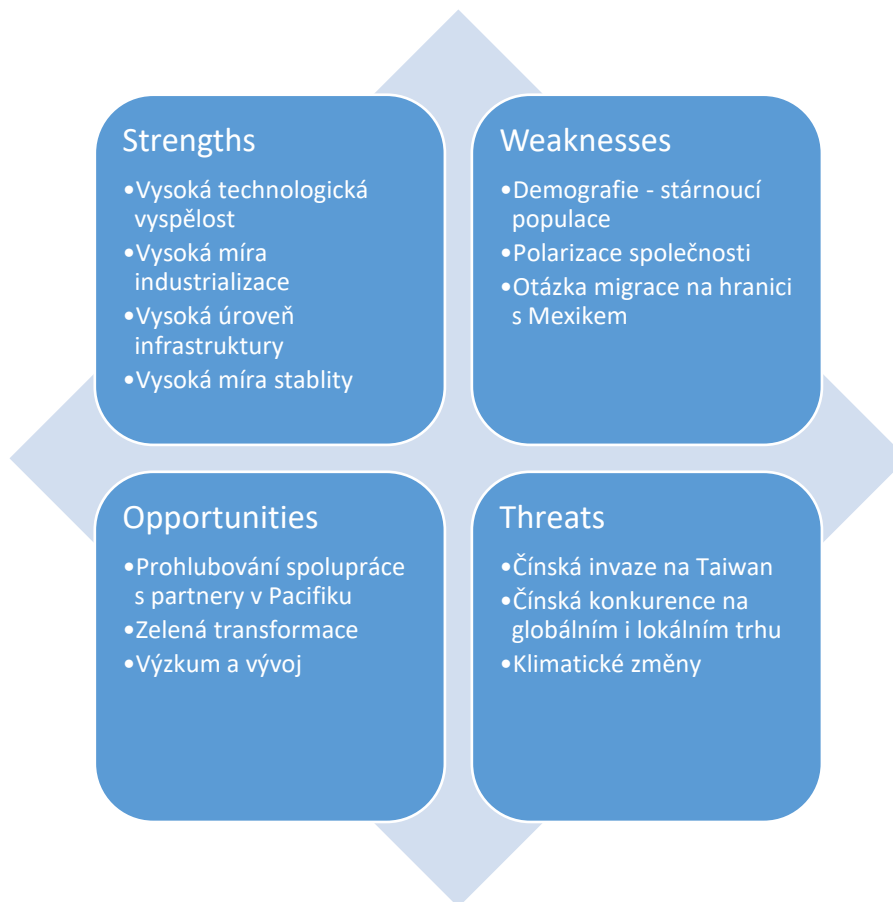 Strengths
•Vysoká technologická
vyspělost
•Vysoká míra
industrializace
•Vysoká úroveň
infrastruktury
•Vysoká míra stablity
Weaknesses
•Demografie - stárnoucí
populace
•Polarizace společnosti
•Otázka migrace na hranici
s Mexikem
Opportunities
•Prohlubování spolupráce
s partnery v Pacifiku
•Zelená transformace
•Výzkum a vývoj
Threats
•Čínská invaze na Taiwan
•Čínská konkurence na
globálním i lokálním trhu
•Klimatické změny